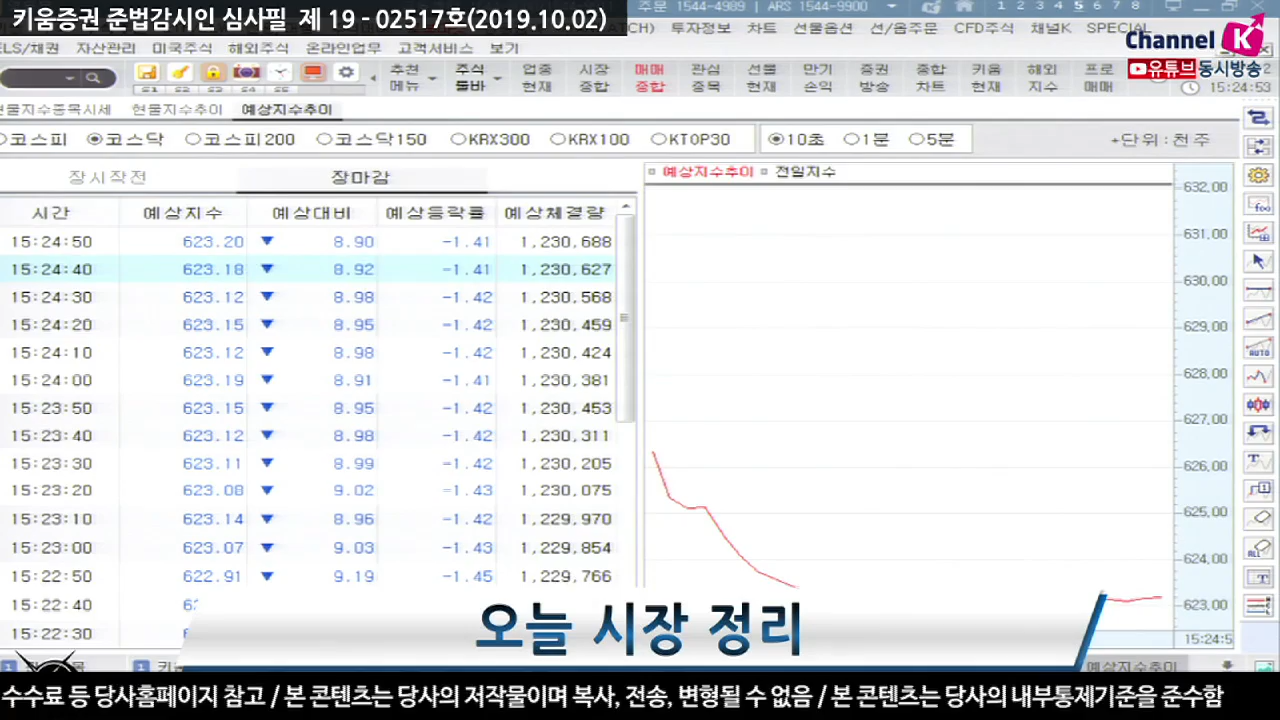 키움증권 준법감시인 심사필 제 19 - 02517호(2019.10.02)
주문 1544-4989 | ARS 1544-9900
1 2 3 4 5 6 7 8
투자정보 차트 선물옵션 선/옵주문 CFD주식 채널K SPECIAL
Channel K
ELS/채권 자산관리 미국주식 해외주식 온라인업무 고객서비스 보기
유튜브동시방송
추천메뉴 주식툴바 업종현재 시장종합 매매종합 관심종목 선물현재 만기손익 증권방송 종합차트 키움현재 해외지수 프로매매
15:24:53
현물지수종목시세 현물지수추이 예상지수추이
코스피 코스닥 코스피200 코스닥150 KRX300 KRX100 KTOP30 10초 1분 5분 +단위:천주
장시작전 장마감
예상지수추이 전일지수
시간 예상지수 예상대비 예상등락률 예상체결량
15:24:50 623.20 ▼ 8.90 -1.41 1,230,688
15:24:40 623.18 ▼ 8.92 -1.41 1,230,627
15:24:30 623.12 ▼ 8.98 -1.42 1,230,568
15:24:20 623.15 ▼ 8.95 -1.42 1,230,459
15:24:10 623.12 ▼ 8.98 -1.42 1,230,424
15:24:00 623.19 ▼ 8.91 -1.41 1,230,381
15:23:50 623.15 ▼ 8.95 -1.42 1,230,453
15:23:40 623.12 ▼ 8.98 -1.42 1,230,311
15:23:30 623.11 ▼ 8.99 -1.42 1,230,205
15:23:20 623.08 ▼ 9.02 -1.43 1,230,075
15:23:10 623.14 ▼ 8.96 -1.42 1,229,970
15:23:00 623.07 ▼ 9.03 -1.43 1,229,854
15:22:50 622.91 ▼ 9.19 -1.45 1,229,766
15:22:40
15:22:30
632,00
631,00
630,00
629,00
628,00
627,00
626,00
625,00
624,00
623,00
15:24:5
예상지수추이
오늘 시장 정리
수수료 등 당사홈페이지 참고 / 본 콘텐츠는 당사의 저작물이며 복사, 전송, 변형될 수 없음 / 본 콘텐츠는 당사의 내부통제기준을 준수함